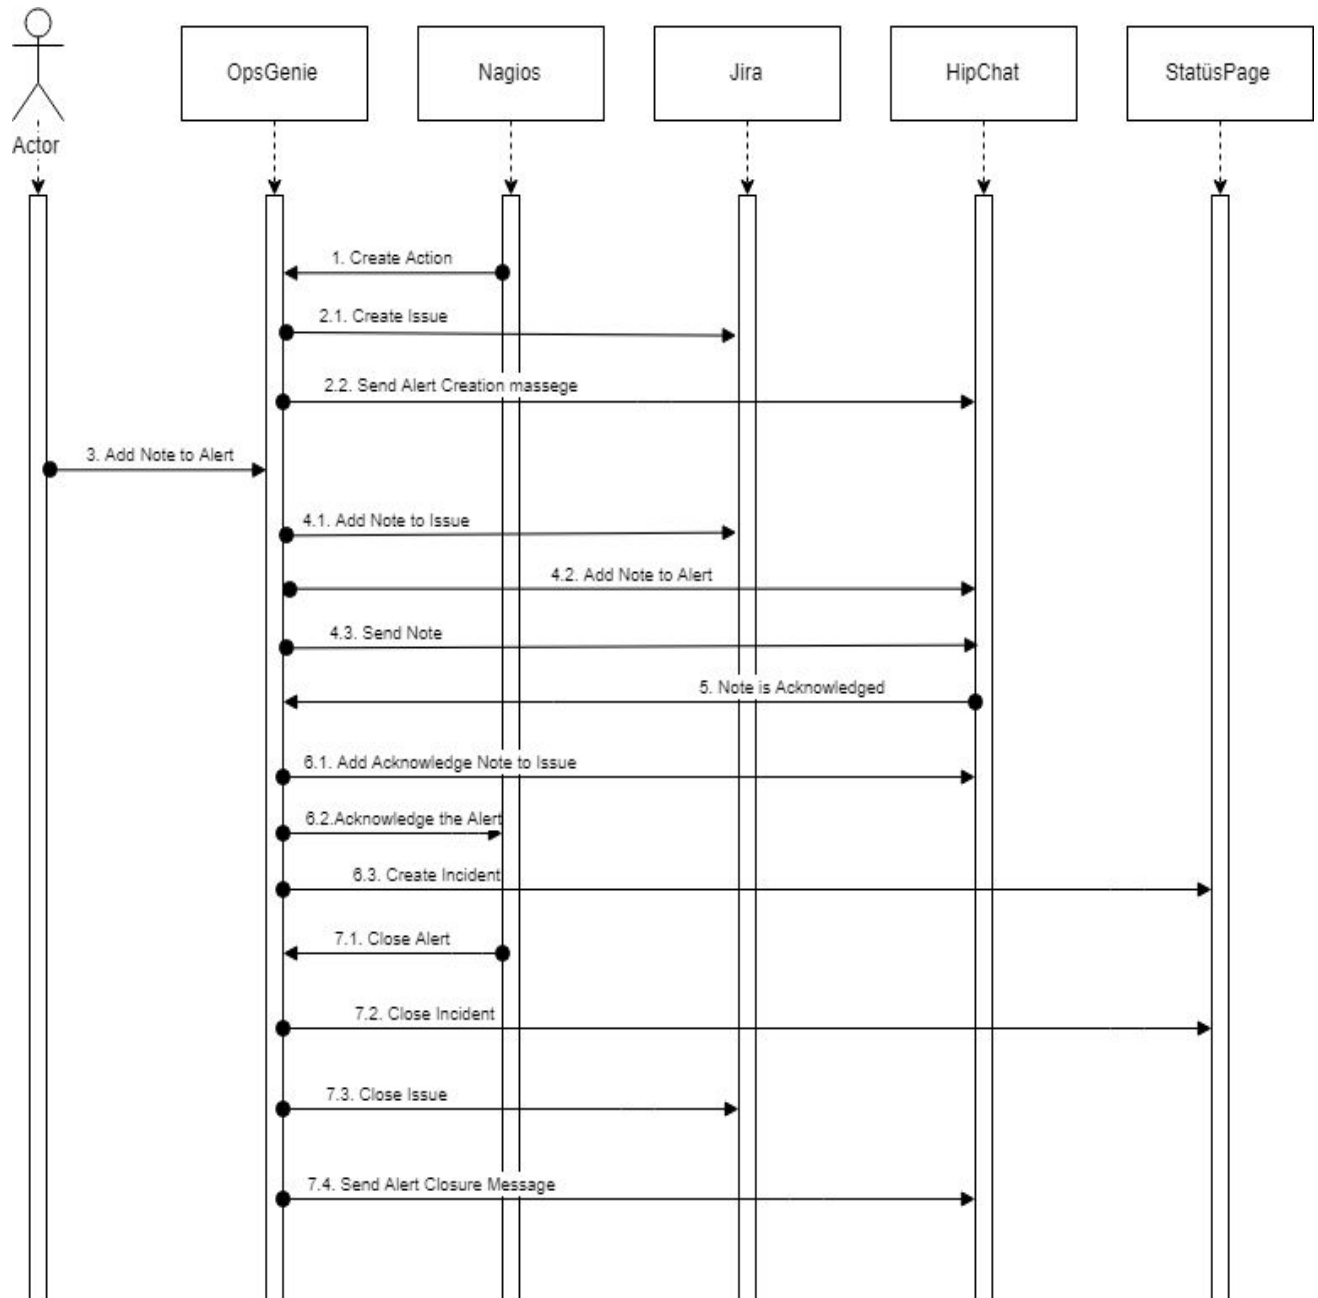 OpsGenie
Nagios
Jira
HipChat
StatüsPage
Actor
1. Create Action
2.1. Create Issue
2.2. Send Alert Creation massege
3. Add Note to Alert
4.1. Add Note to Issue
4.2. Add Note to Alert
4.3. Send Note
5. Note is Acknowledged
6.1. Add Acknowledge Note to Issue
6.2.Acknowledge the Alert
6.3. Create Incident
7.1. Close Alert
7.2. Close Incident
7.3. Close Issue
7.4. Send Alert Closure Message